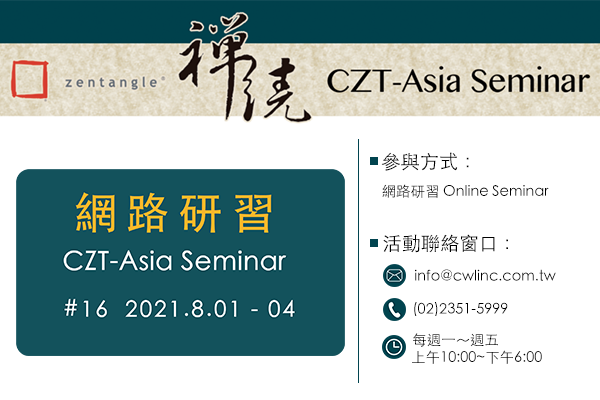 zentangle®
禪繞
CZT-Asia Seminar
網路研習
CZT-Asia Seminar
#16 2021.8.01 - 04
參與方式：
網路研習 Online Seminar
活動聯絡窗口：
info@cwlinc.com.tw
(02)2351-5999
每週一～週五
上午10:00~下午6:00